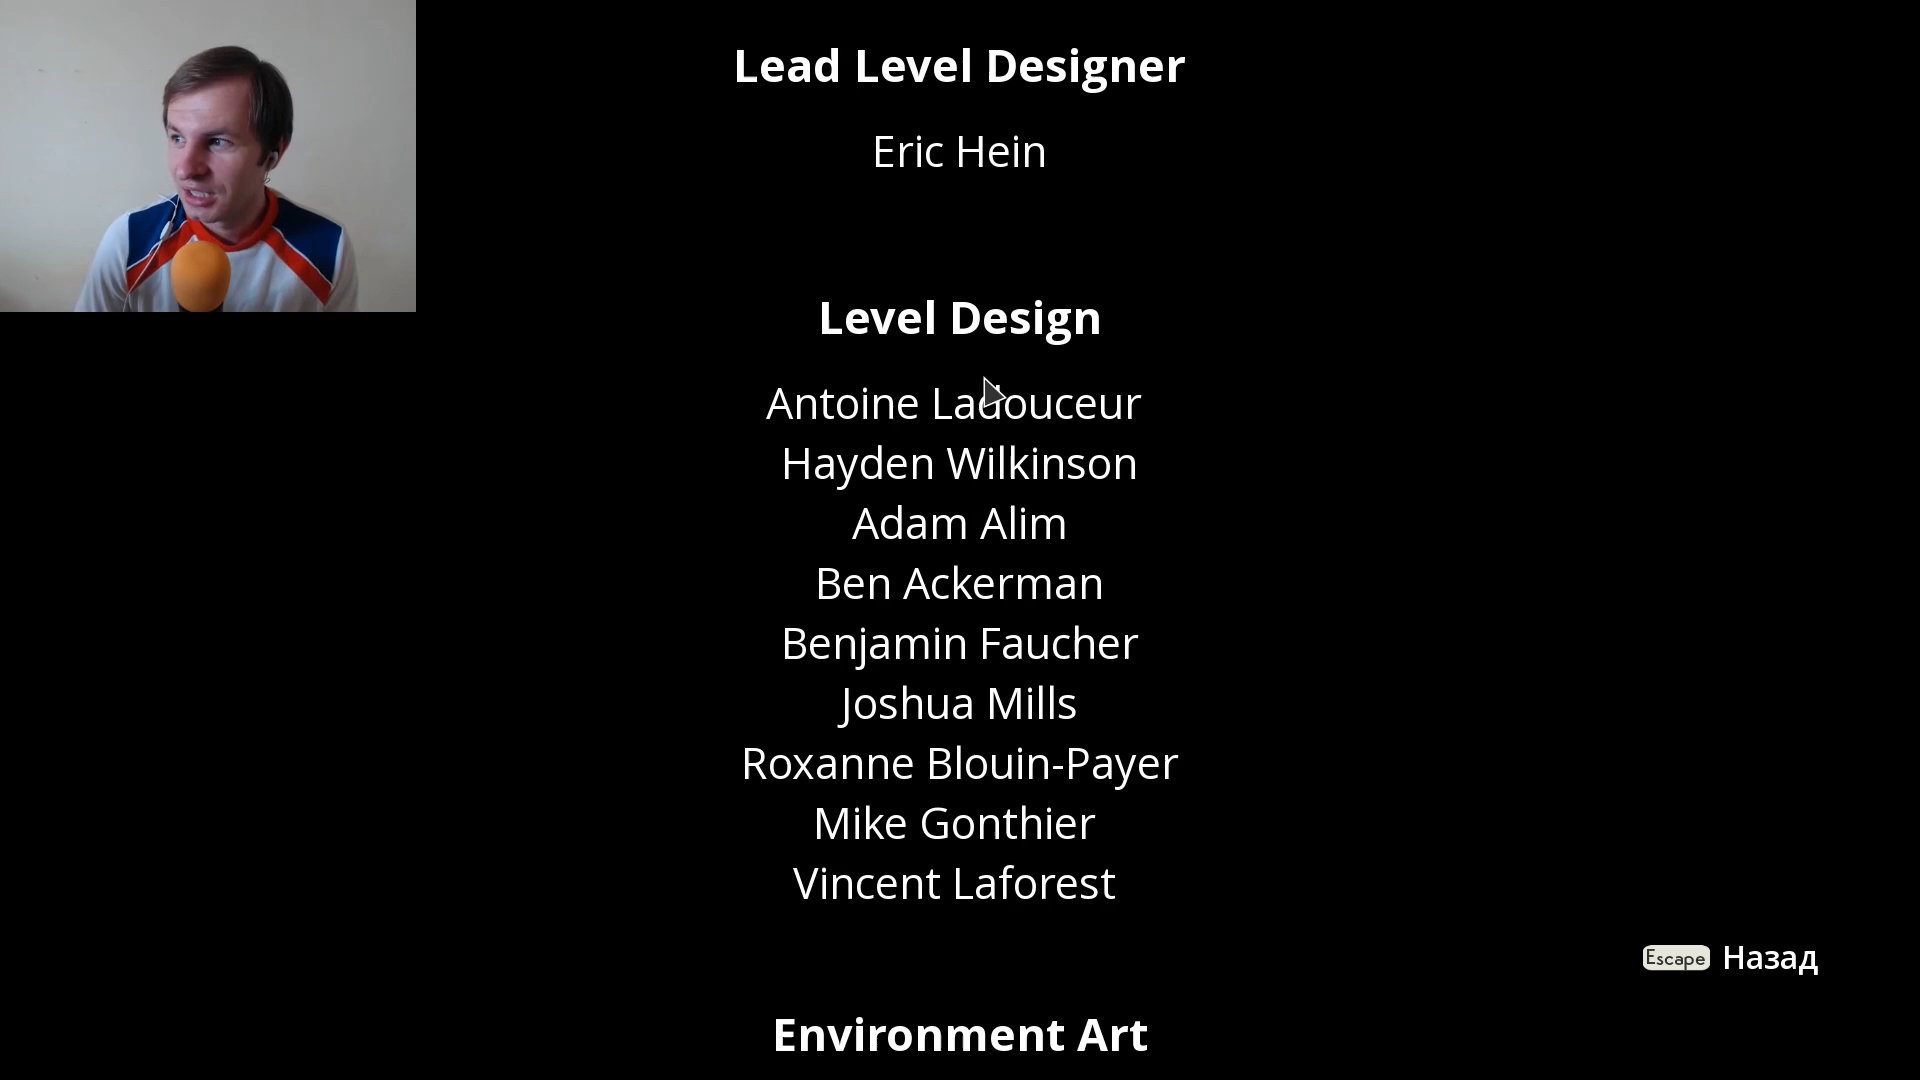 Lead Level Designer
Eric Hein
Level Design
Antoine Ladouceur
Hayden Wilkinson
Adam Alim
Ben Ackerman
Benjamin Faucher
Joshua Mills
Roxanne Blouin-Payer
Mike Gonthier
Vincent Laforest
Escape Назад
Environment Art